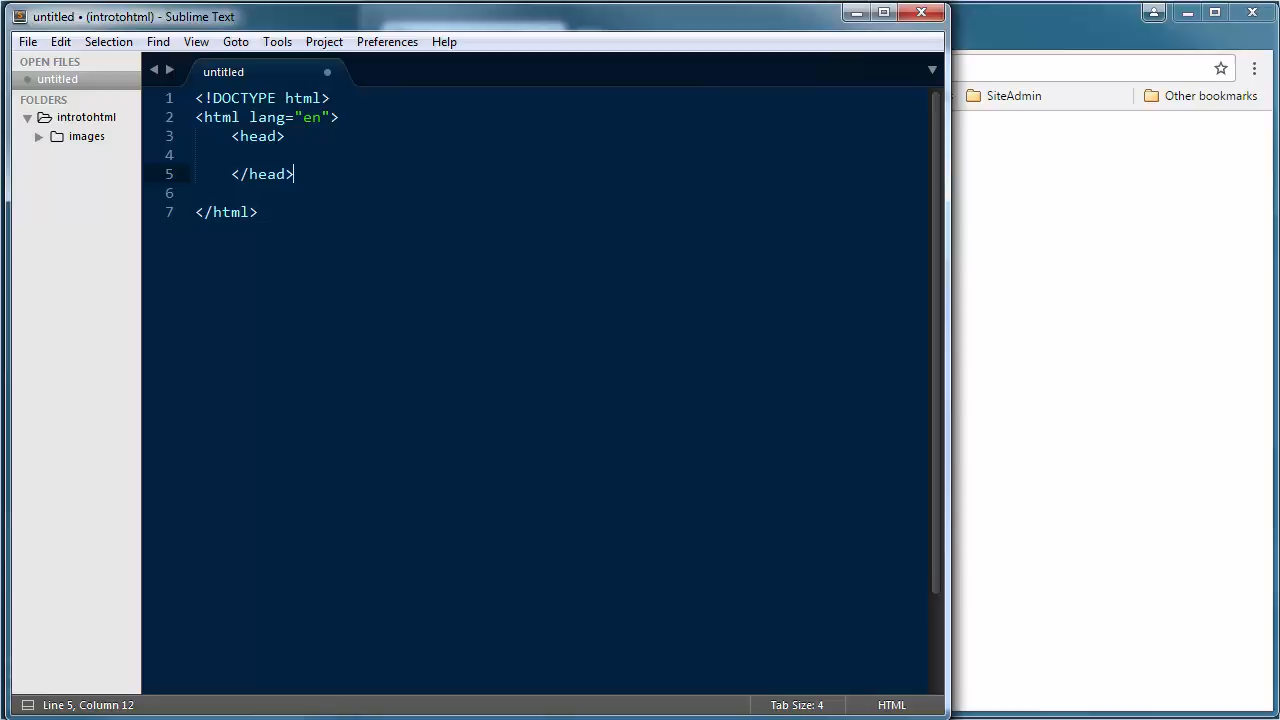 untitled • (introtohtml) - Sublime Text
File Edit Selection Find View Goto Tools Project Preferences Help
OPEN FILES
untitled
FOLDERS
introtohtml
images
untitled
1 <!DOCTYPE html>
2 <html lang="en">
3 <head>
4
5 </head>
6
7 </html>
SiteAdmin Other bookmarks
Line 5, Column 12 Tab Size: 4 HTML